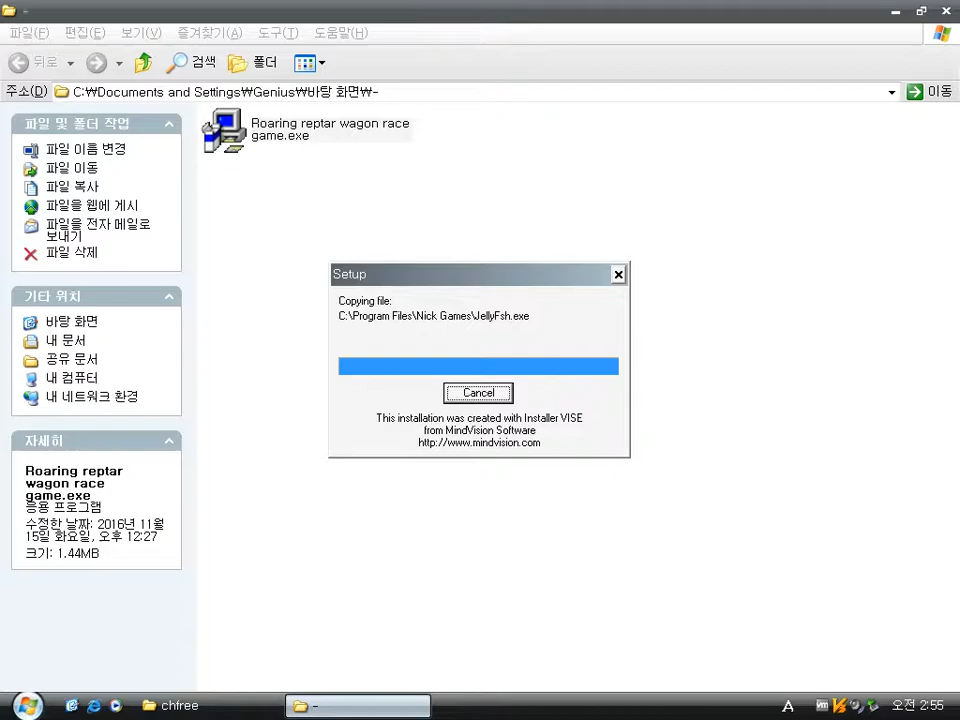 -
파일(F) 편집(E) 보기(V) 즐겨찾기(A) 도구(T) 도움말(H)
뒤로 검색 폴더
주소(D) C:₩Documents and Settings₩Genius₩바탕 화면₩- 이동
파일 및 폴더 작업
파일 이름 변경
파일 이동
파일 복사
파일을 웹에 게시
파일을 전자 메일로
보내기
파일 삭제
기타 위치
바탕 화면
내 문서
공유 문서
내 컴퓨터
내 네트워크 환경
자세히
Roaring reptar
wagon race
game.exe
응용 프로그램
수정한 날짜: 2016년 11월
15일 화요일, 오후 12:27
크기: 1.44MB
Roaring reptar wagon race
game.exe
Setup
Copying file:
C:\Program Files\Nick Games\JellyFsh.exe
Cancel
This installation was created with Installer VISE
from MindVision Software
http://www.mindvision.com
chfree - A 오전 2:55